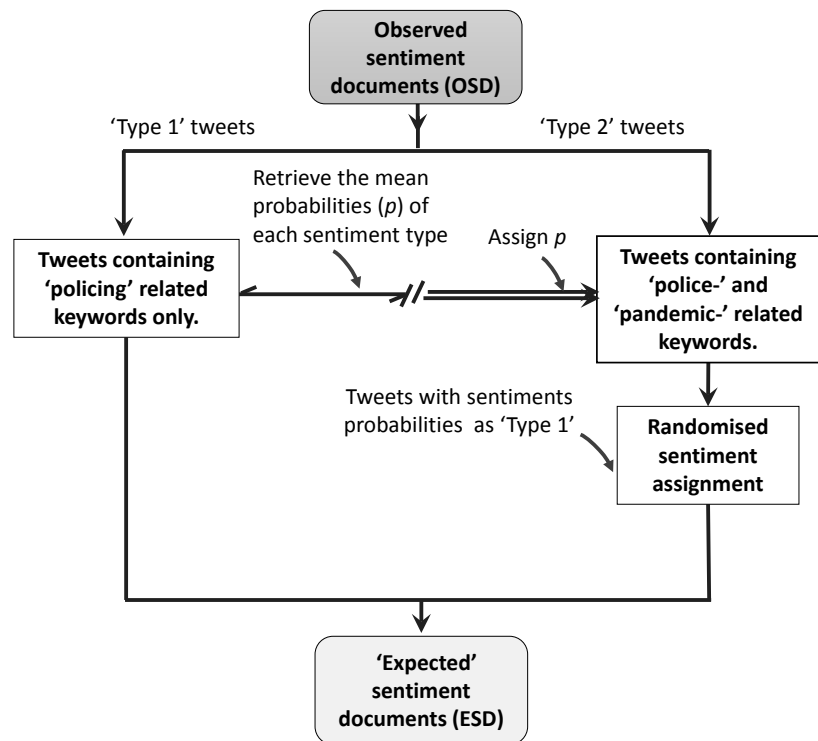 Observed
sentiment
documents (OSD)
‘Type 1’ tweets
‘Type 2’ tweets
Retrieve the mean
probabilities (p) of
each sentiment type
Assign p
Tweets containing
‘policing’ related
keywords only.
Tweets containing
‘police-’ and
‘pandemic-’ related
keywords.
Tweets with sentiments
probabilities as ‘Type 1’
Randomised
sentiment
assignment
‘Expected’
sentiment
documents (ESD)